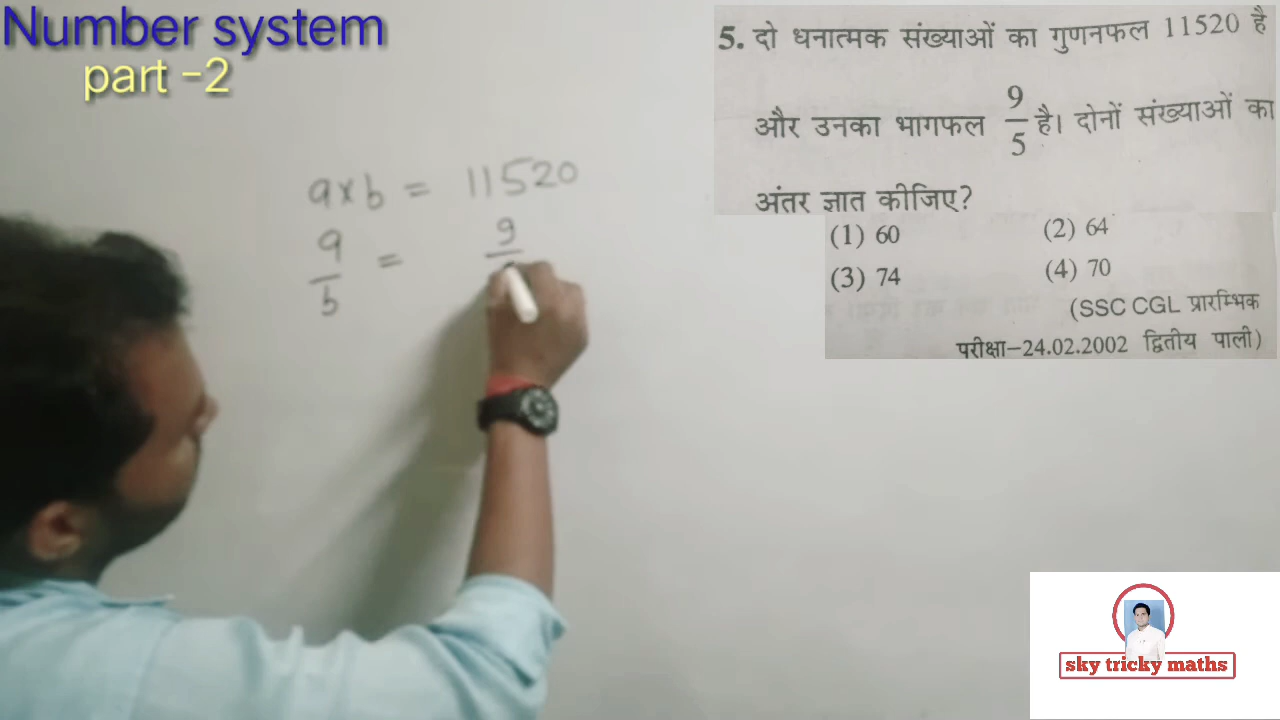 Number system
part -2
5. दो धनात्मक संख्याओं का गुणनफल 11520 है
और उनका भागफल 9/5 है। दोनों संख्याओं का
अंतर ज्ञात कीजिए?
(1) 60 (2) 64
(3) 74 (4) 70
(SSC CGL प्रारम्भिक
परीक्षा-24.02.2002 द्वितीय पाली)
a×b = 11520
a/b = 9
sky tricky maths